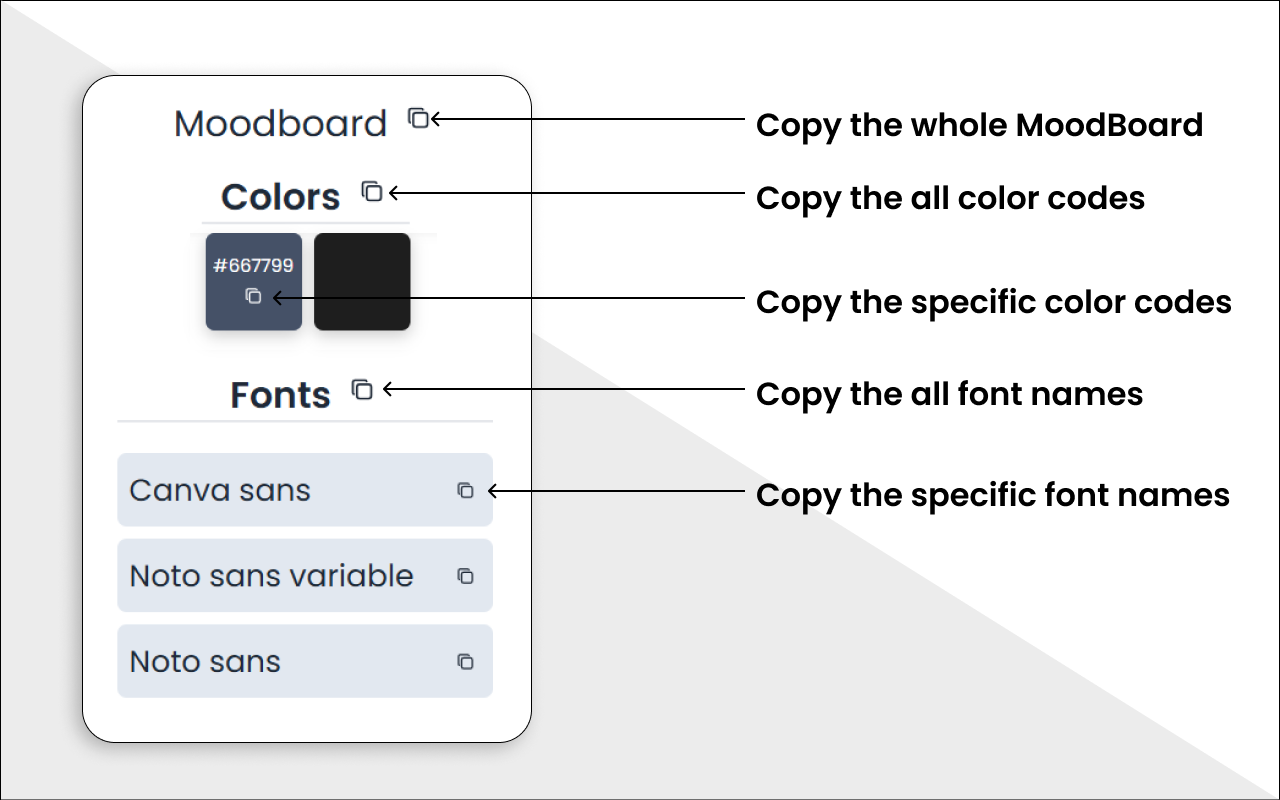 Moodboard
Copy the whole MoodBoard
Colors
Copy the all color codes
#667799
Copy the specific color codes
Fonts
Copy the all font names
Canva sans
Copy the specific font names
Noto sans variable
Noto sans